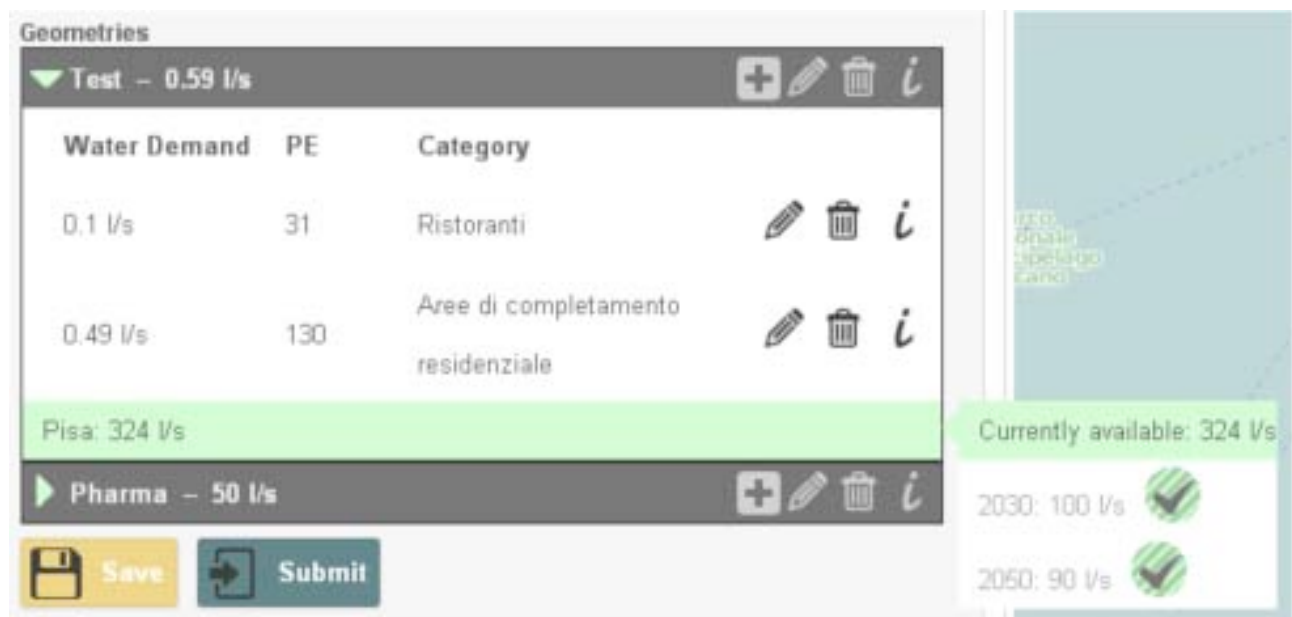 Geometries
Test – 0.59 l/s
Water Demand PE Category
0.1 l/s 31 Ristoranti
0.49 l/s 130 Aree di completamento
residenziale
Pisa: 324 l/s
Currently available: 324 l/s
Pharma – 50 l/s
2030: 100 l/s
2050: 90 l/s
Save Submit